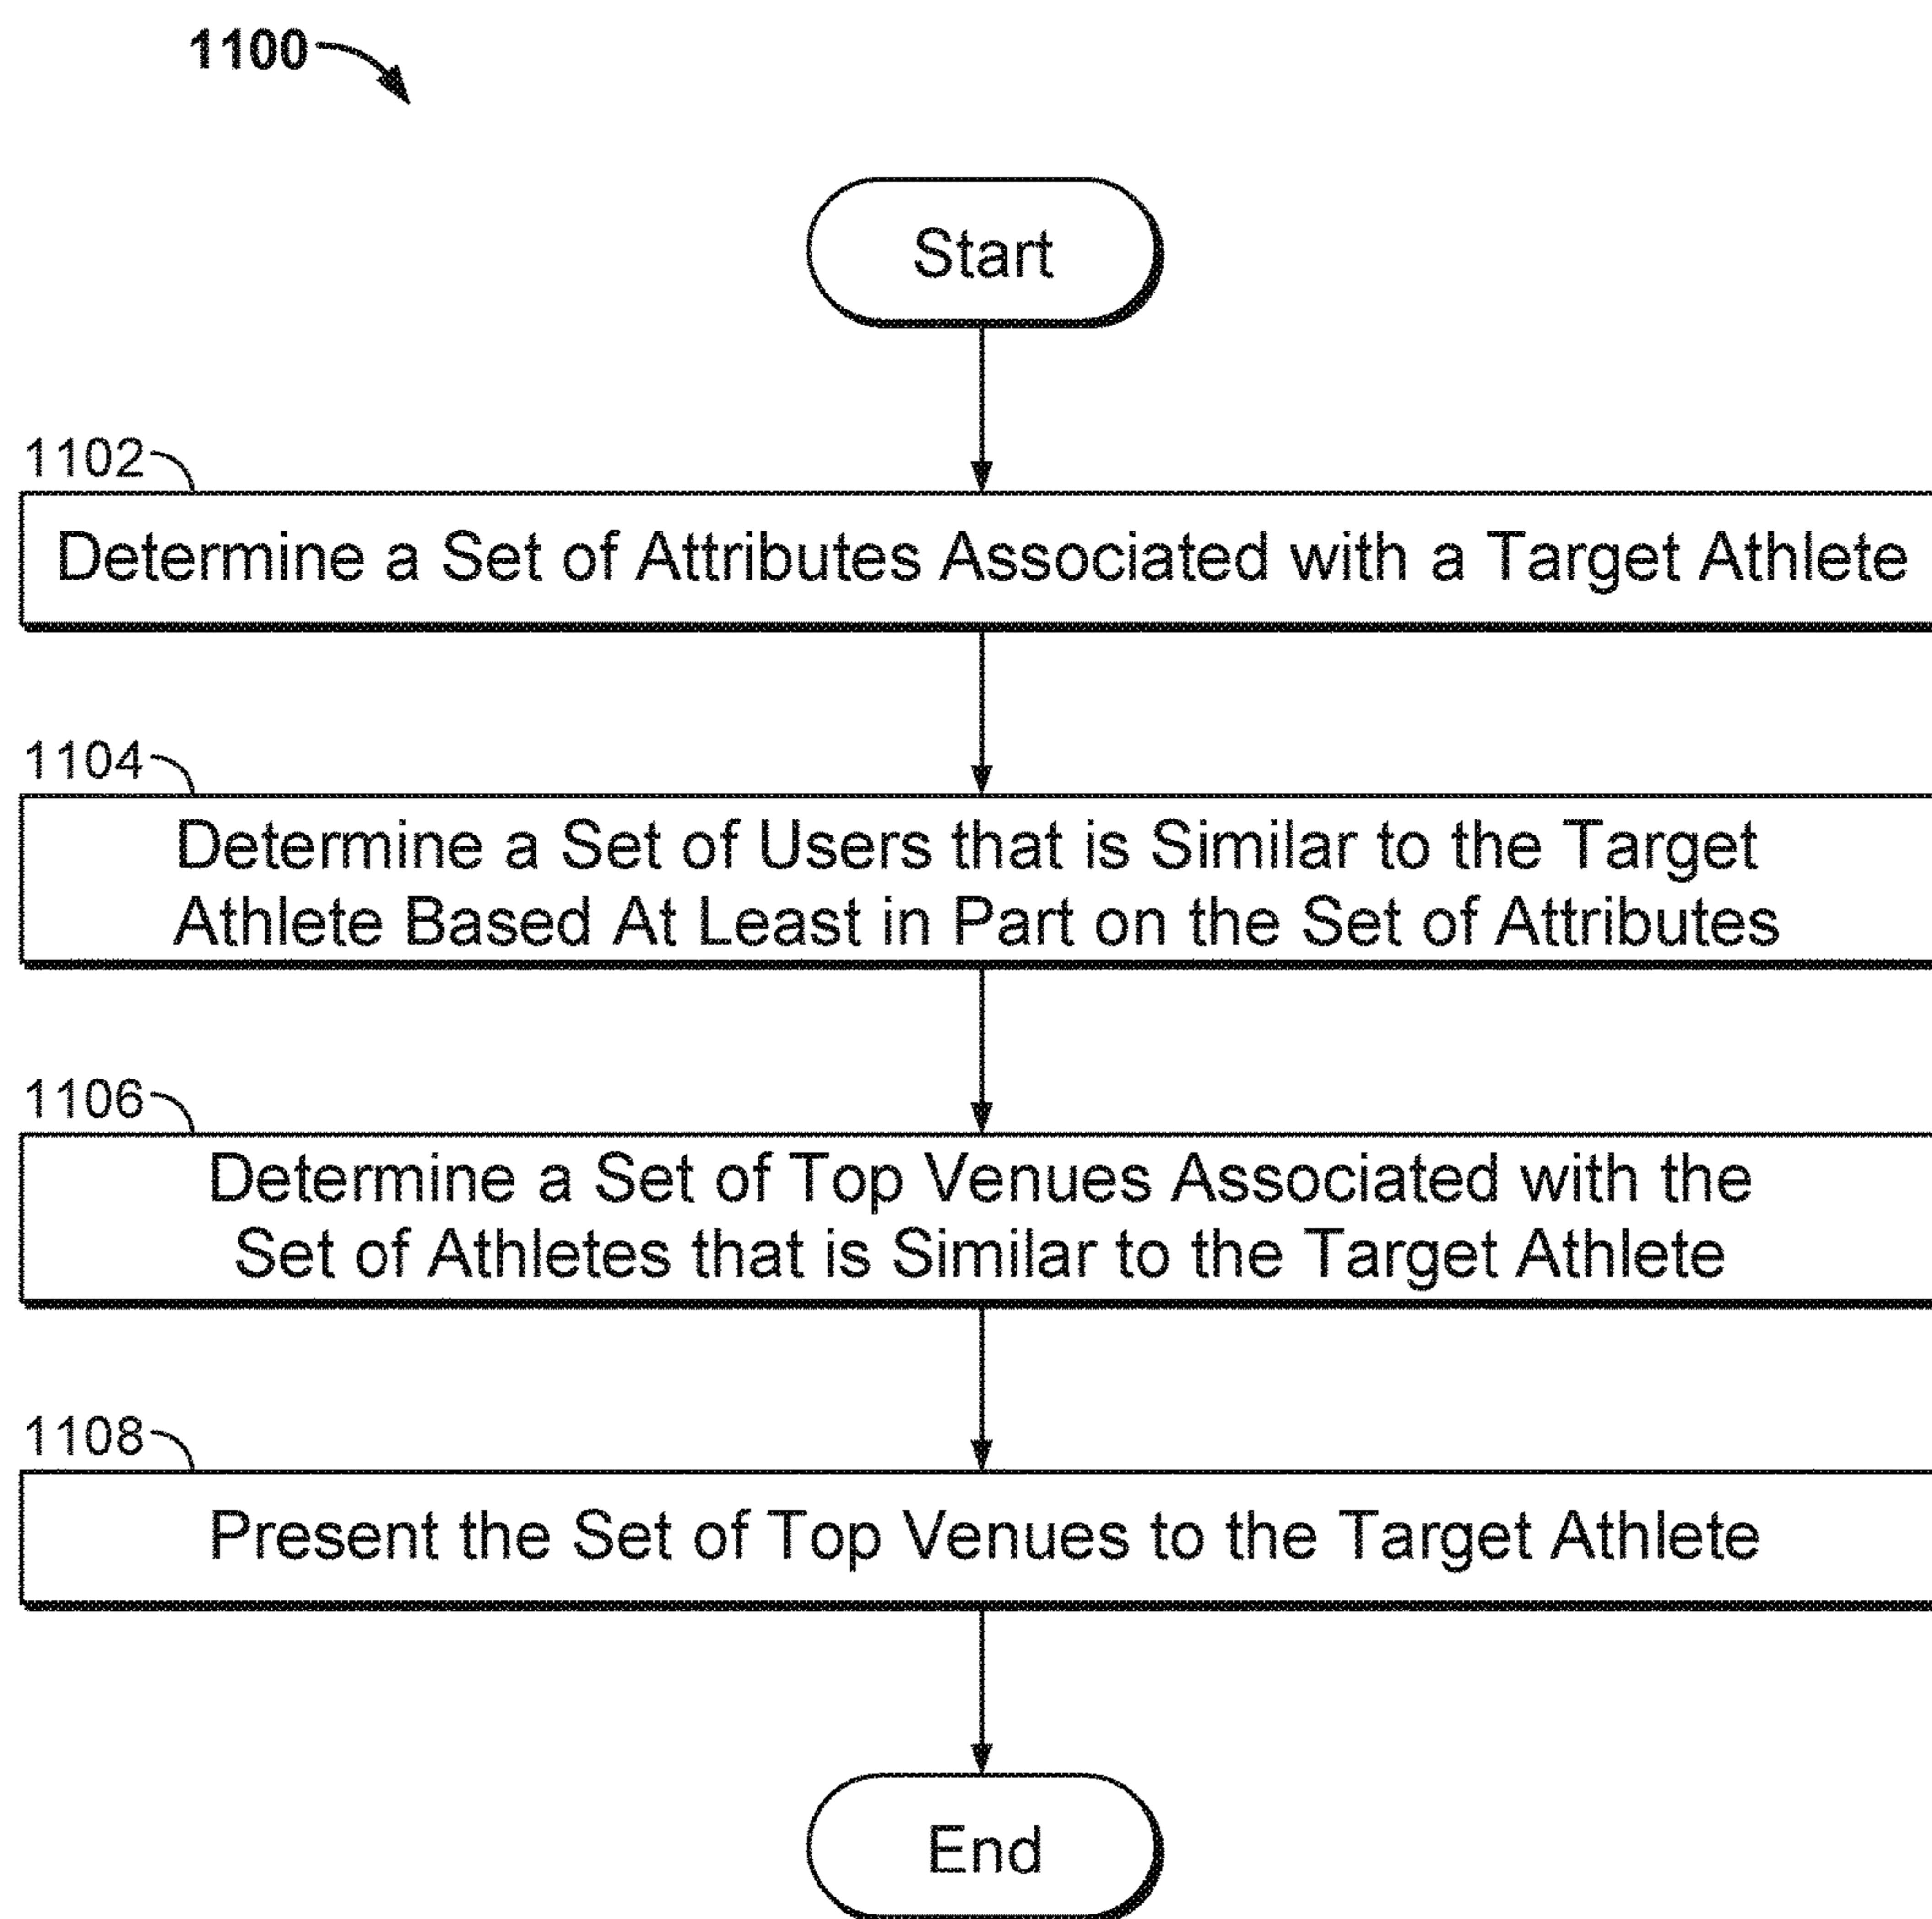 1100
Start
1102
Determine a Set of Attributes Associated with a Target Athlete
1104
Determine a Set of Users that is Similar to the Target
Athlete Based At Least in Part on the Set of Attributes
1106
Determine a Set of Top Venues Associated with the
Set of Athletes that is Similar to the Target Athlete
1108
Present the Set of Top Venues to the Target Athlete
End